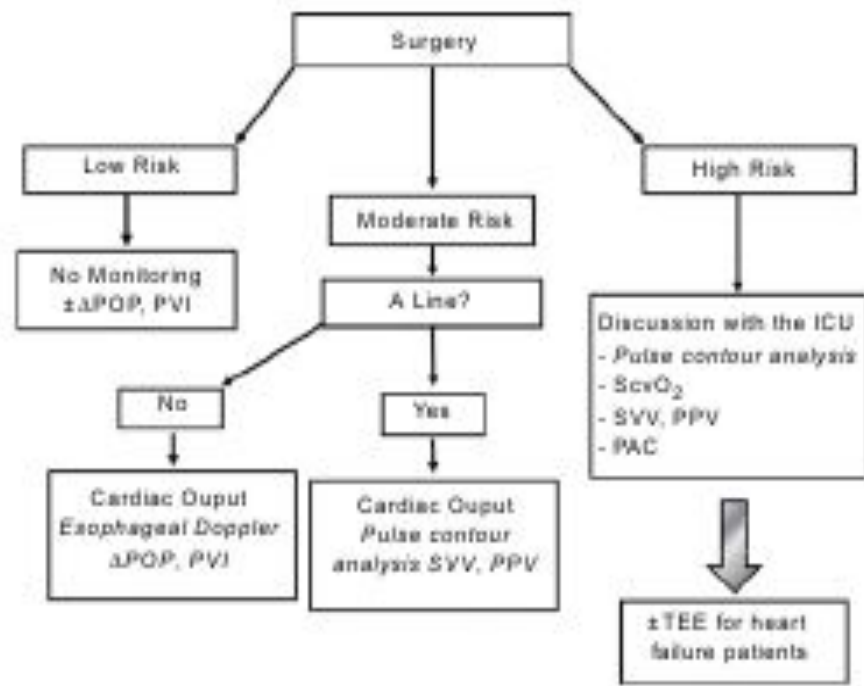 Surgery
Low Risk
Moderate Risk
High Risk
No Monitoring
±ΔPOP, PVI
A Line?
Discussion with the ICU
- Pulse contour analysis
- ScvO₂
- SVV, PPV
- PAC
No
Yes
Cardiac Ouput
Esophageal Doppler
ΔPOP, PVI
Cardiac Ouput
Pulse contour
analysis SVV, PPV
±TEE for heart
failure patients